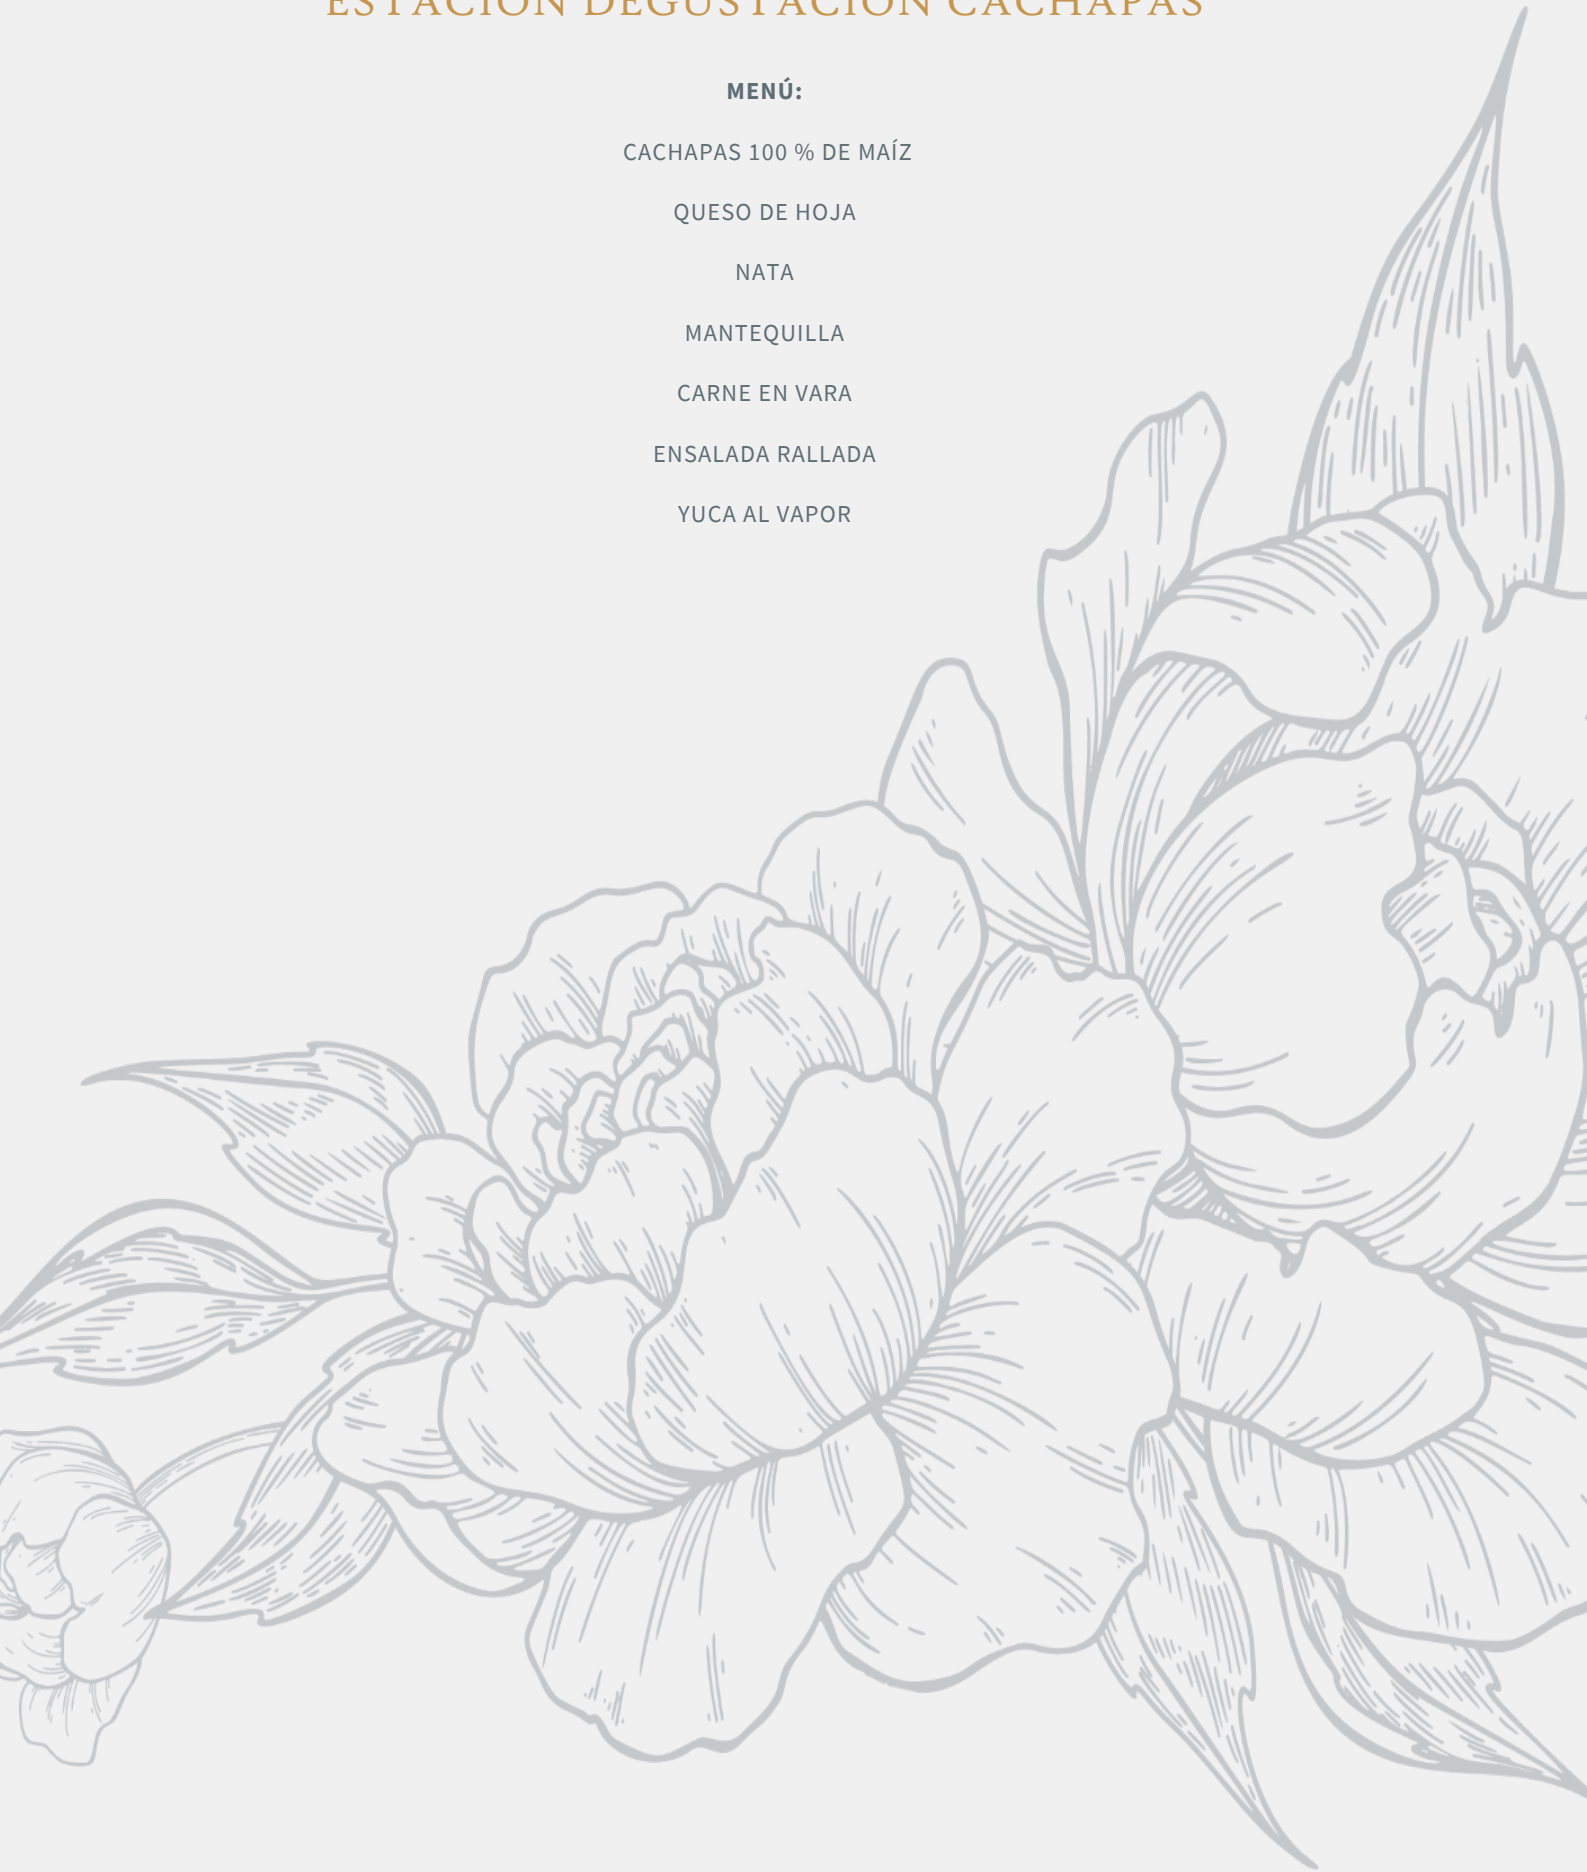 ESTACIÓN DEGUSTACIÓN CACHAPAS
MENÚ:
CACHAPAS 100 % DE MAÍZ
QUESO DE HOJA
NATA
MANTEQUILLA
CARNE EN VARA
ENSALADA RALLADA
YUCA AL VAPOR